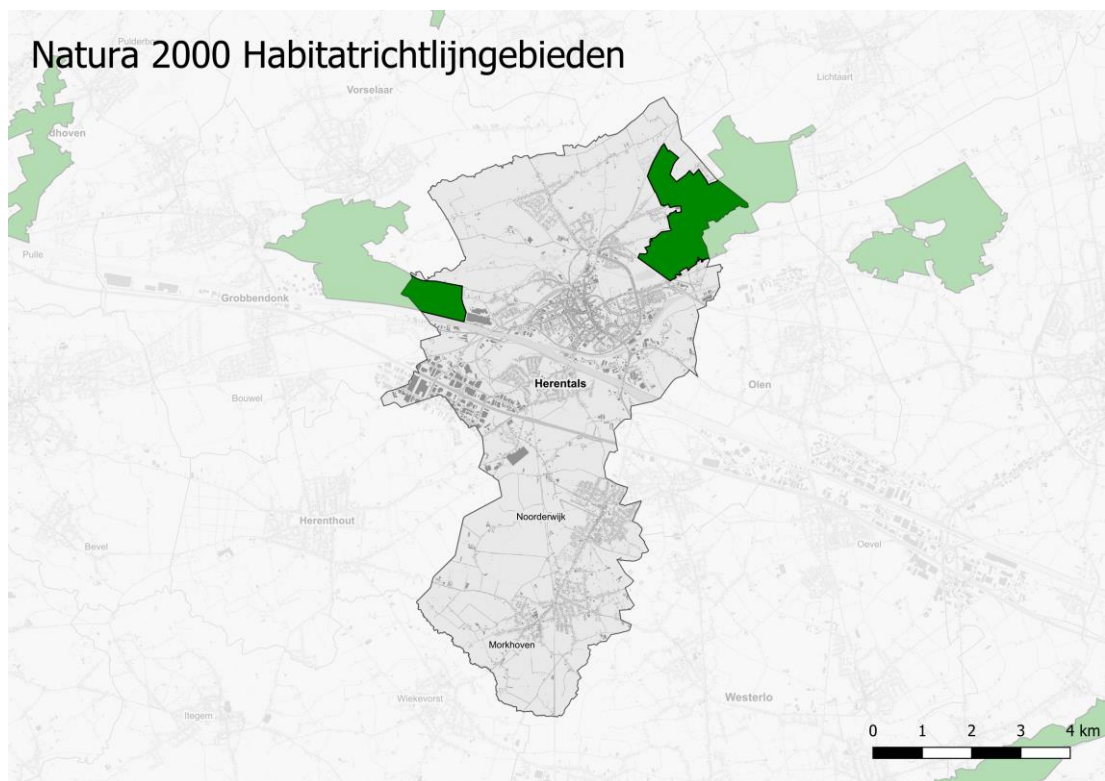 Natura 2000 Habitatrichtlijngebieden
Lichtaart
Vorselaar
Pulle
Grobbendonk
Herentals
Olen
Bouwel
Noorderwijk
Herenthout
Oevel
Bevel
Morkhoven
Wiekevorst
Westerlo
Itegem
0 1 2 3 4 km